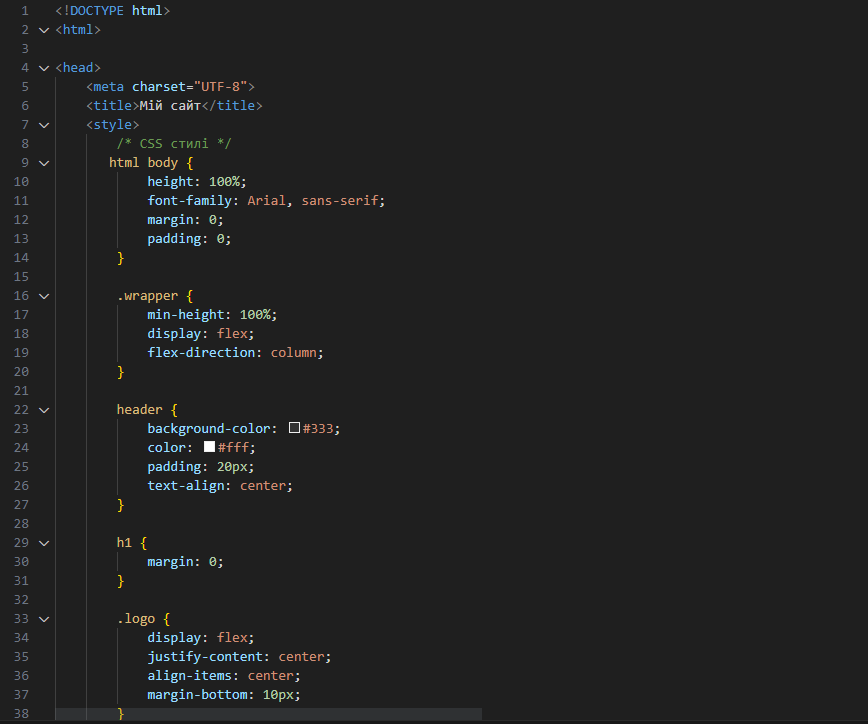 1 <!DOCTYPE html>
2 <html>
3
4 <head>
5 <meta charset="UTF-8">
6 <title>Мій сайт</title>
7 <style>
8 /* CSS стилі */
9 html body {
10 height: 100%;
11 font-family: Arial, sans-serif;
12 margin: 0;
13 padding: 0;
14 }
15
16 .wrapper {
17 min-height: 100%;
18 display: flex;
19 flex-direction: column;
20 }
21
22 header {
23 background-color: #333;
24 color: #fff;
25 padding: 20px;
26 text-align: center;
27 }
28
29 h1 {
30 margin: 0;
31 }
32
33 .logo {
34 display: flex;
35 justify-content: center;
36 align-items: center;
37 margin-bottom: 10px;
38 }